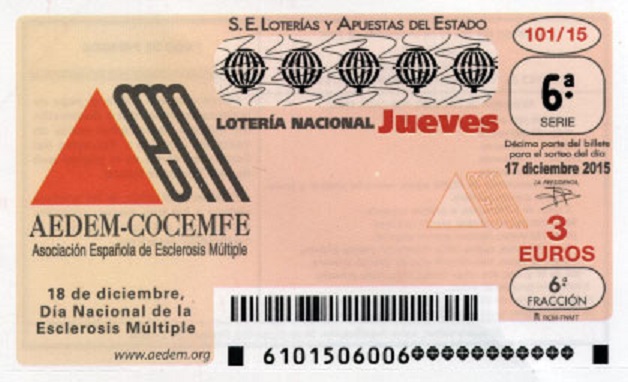 S.E. LOTERÍAS Y APUESTAS DEL ESTADO
101/15
6ª
SERIE
LOTERÍA NACIONAL Jueves
Décima parte del billete
para el sorteo del día
17 diciembre 2015
LA PRESIDENCIA,
3
EUROS
6ª
FRACCIÓN
AEDEM-COCEMFE
Asociación Española de Esclerosis Múltiple
18 de diciembre,
Día Nacional de la
Esclerosis Múltiple
www.aedem.org
6101506006